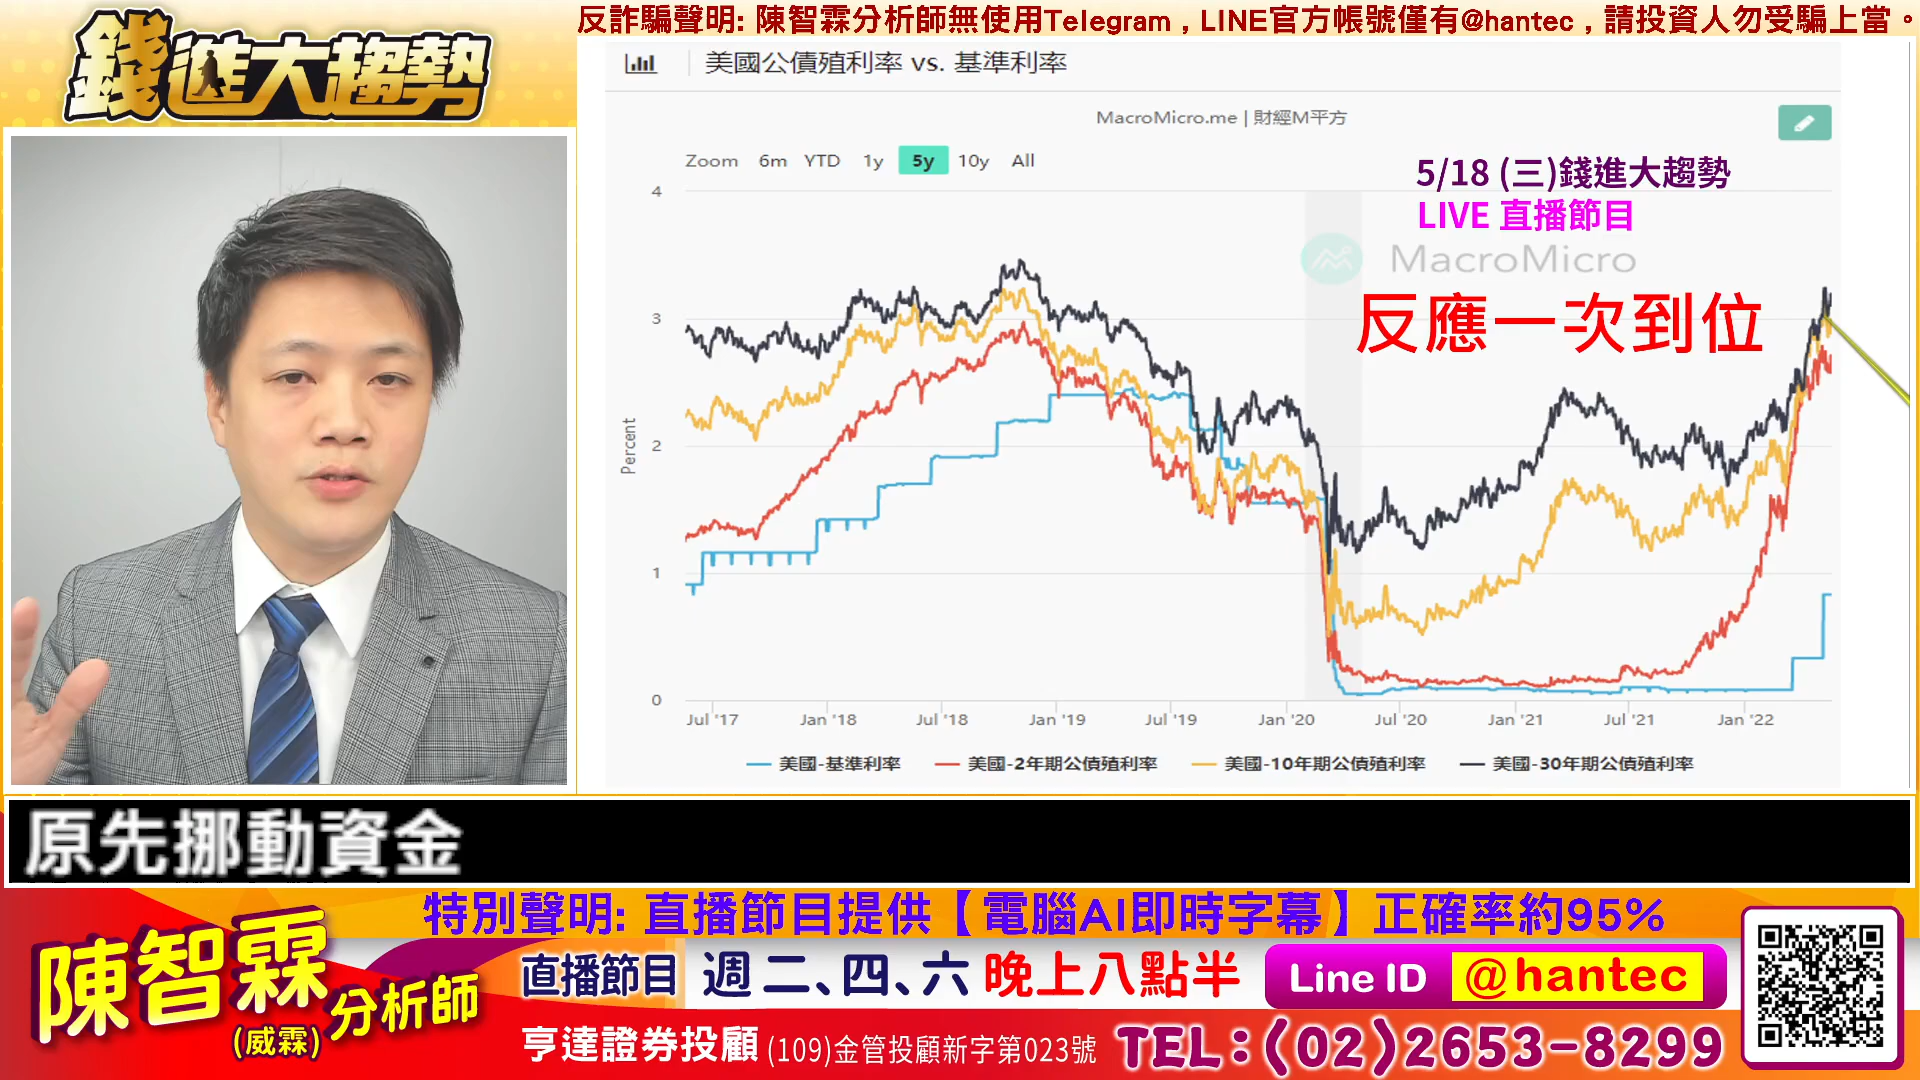 反詐騙聲明: 陳智霖分析師無使用Telegram , LINE官方帳號僅有@hantec , 請投資人勿受騙上當。
錢進大趨勢
美國公債殖利率 vs. 基準利率
MacroMicro.me | 財經M平方
Zoom 6m YTD 1y 5y 10y All
5/18 (三)錢進大趨勢
LIVE 直播節目
MacroMicro
反應一次到位
4
3
2
1
0
Percent
Jul '17 Jan '18 Jul '18 Jan '19 Jul '19 Jan '20 Jul '20 Jan '21 Jul '21 Jan '22
美國-基準利率 美國-2年期公債殖利率 美國-10年期公債殖利率 美國-30年期公債殖利率
原先挪動資金
特別聲明: 直播節目提供【電腦AI即時字幕】正確率約95%
陳智霖分析師
(威霖)
直播節目 週二、四、六 晚上八點半
Line ID @hantec
亨達證券投顧 (109)金管投顧新字第023號
TEL:(02)2653-8299